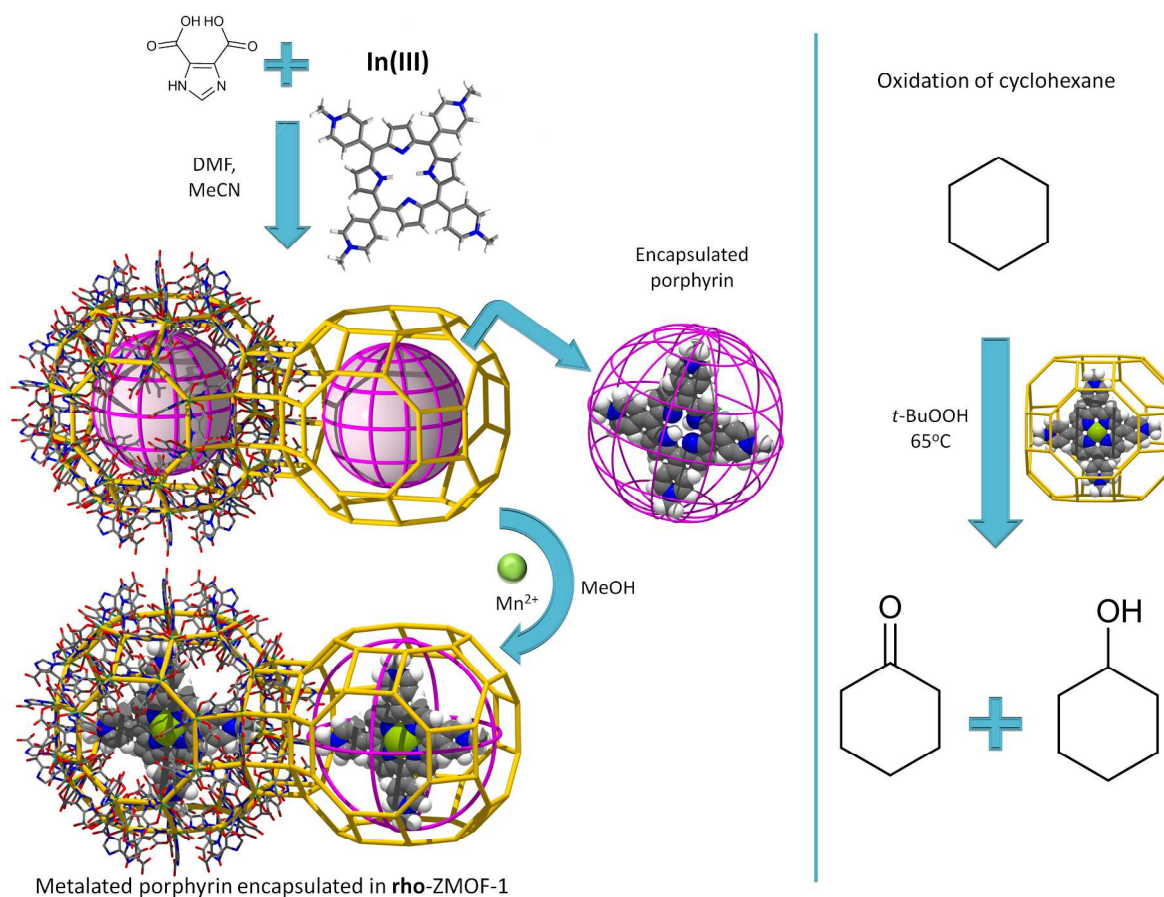 OH HO
O O
HN N
In(III)
DMF,
MeCN
Encapsulated
porphyrin
Mn²⁺
MeOH
Metalated porphyrin encapsulated in rho-ZMOF-1
Oxidation of cyclohexane
t-BuOOH
65°C
O
OH